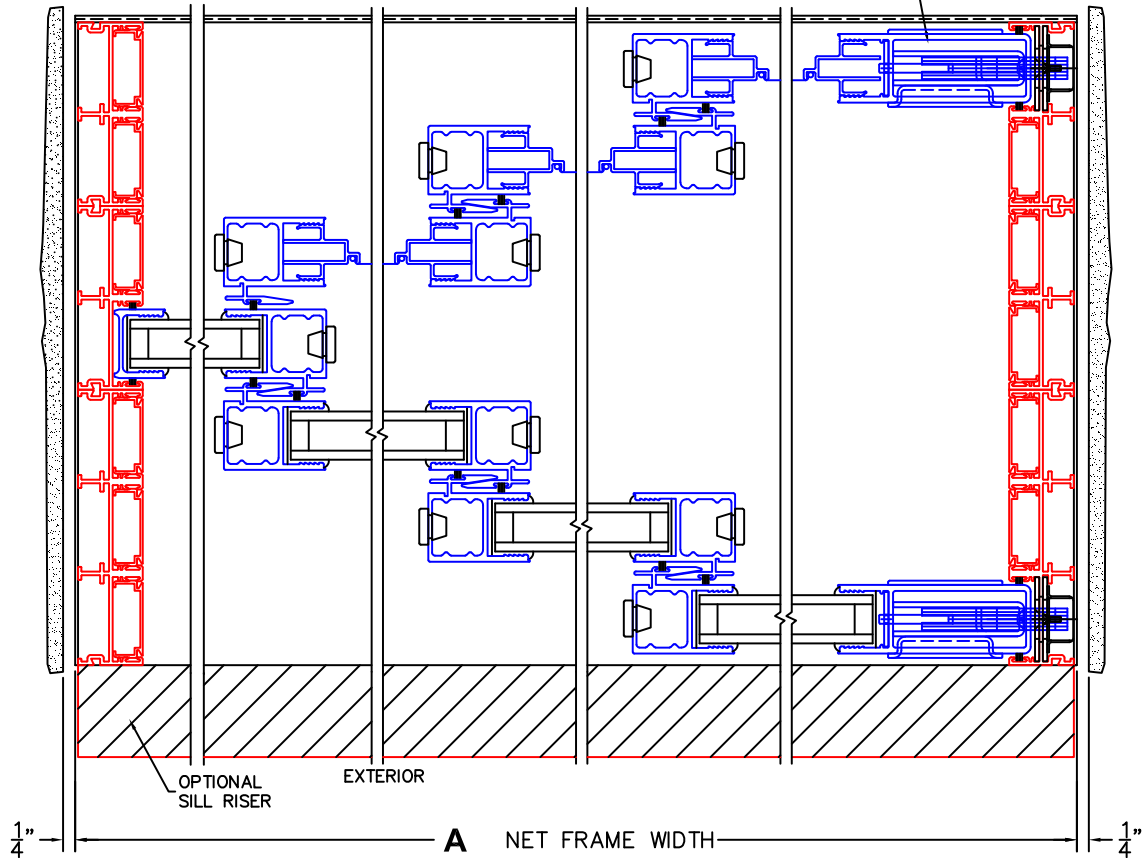 OPTIONAL
SILL RISER
EXTERIOR
1/4" A NET FRAME WIDTH 1/4"